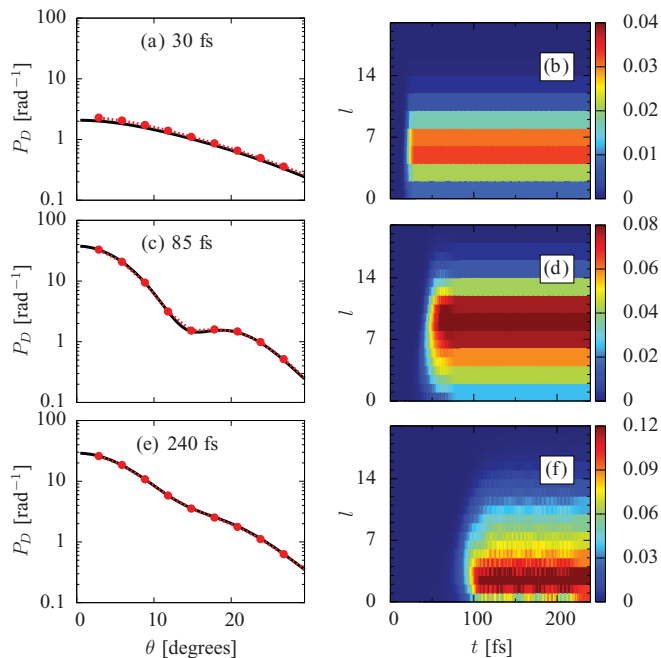 100
10
1
0.1
P_D [rad⁻¹]
(a) 30 fs
14
7
0
l
(b)
0.04
0.03
0.02
0.01
0
100
10
1
0.1
P_D [rad⁻¹]
(c) 85 fs
14
7
0
l
(d)
0.08
0.06
0.04
0.02
0
100
10
1
0.1
P_D [rad⁻¹]
(e) 240 fs
0 10 20
θ [degrees]
14
7
0
l
(f)
0 100 200
t [fs]
0.12
0.09
0.06
0.03
0